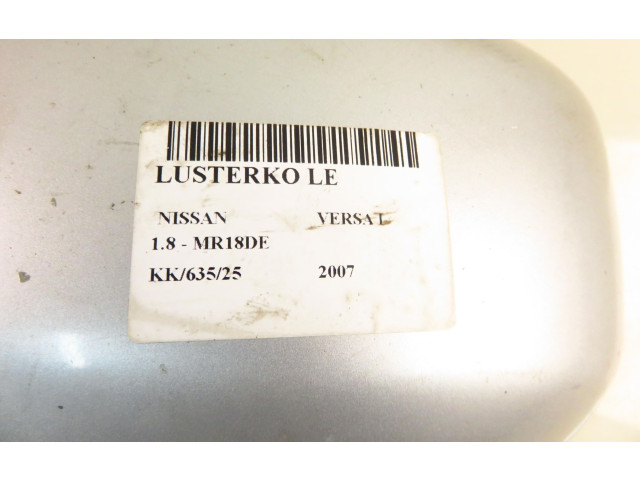 LUSTERKO LE
NISSAN VERSA I
1.8 - MR18DE
KK/635/25 2007